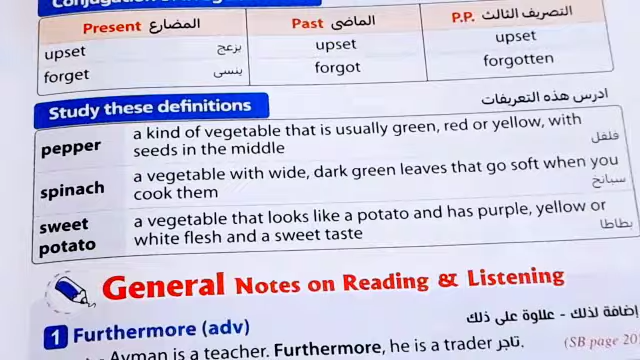 Present المضارع Past الماضى P.P. التصريف الثالث
upset يزعج upset upset
forget ينسى forgot forgotten
Study these definitions ادرس هذه التعريفات
pepper a kind of vegetable that is usually green, red or yellow, with
seeds in the middle فلفل
spinach a vegetable with wide, dark green leaves that go soft when you
cook them سبانخ
sweet potato a vegetable that looks like a potato and has purple, yellow or
white flesh and a sweet taste بطاطا
General Notes on Reading & Listening
1 Furthermore (adv) إضافة لذلك - علاوة على ذلك
Ayman is a teacher. Furthermore, he is a trader تاجر. (SB page 20)